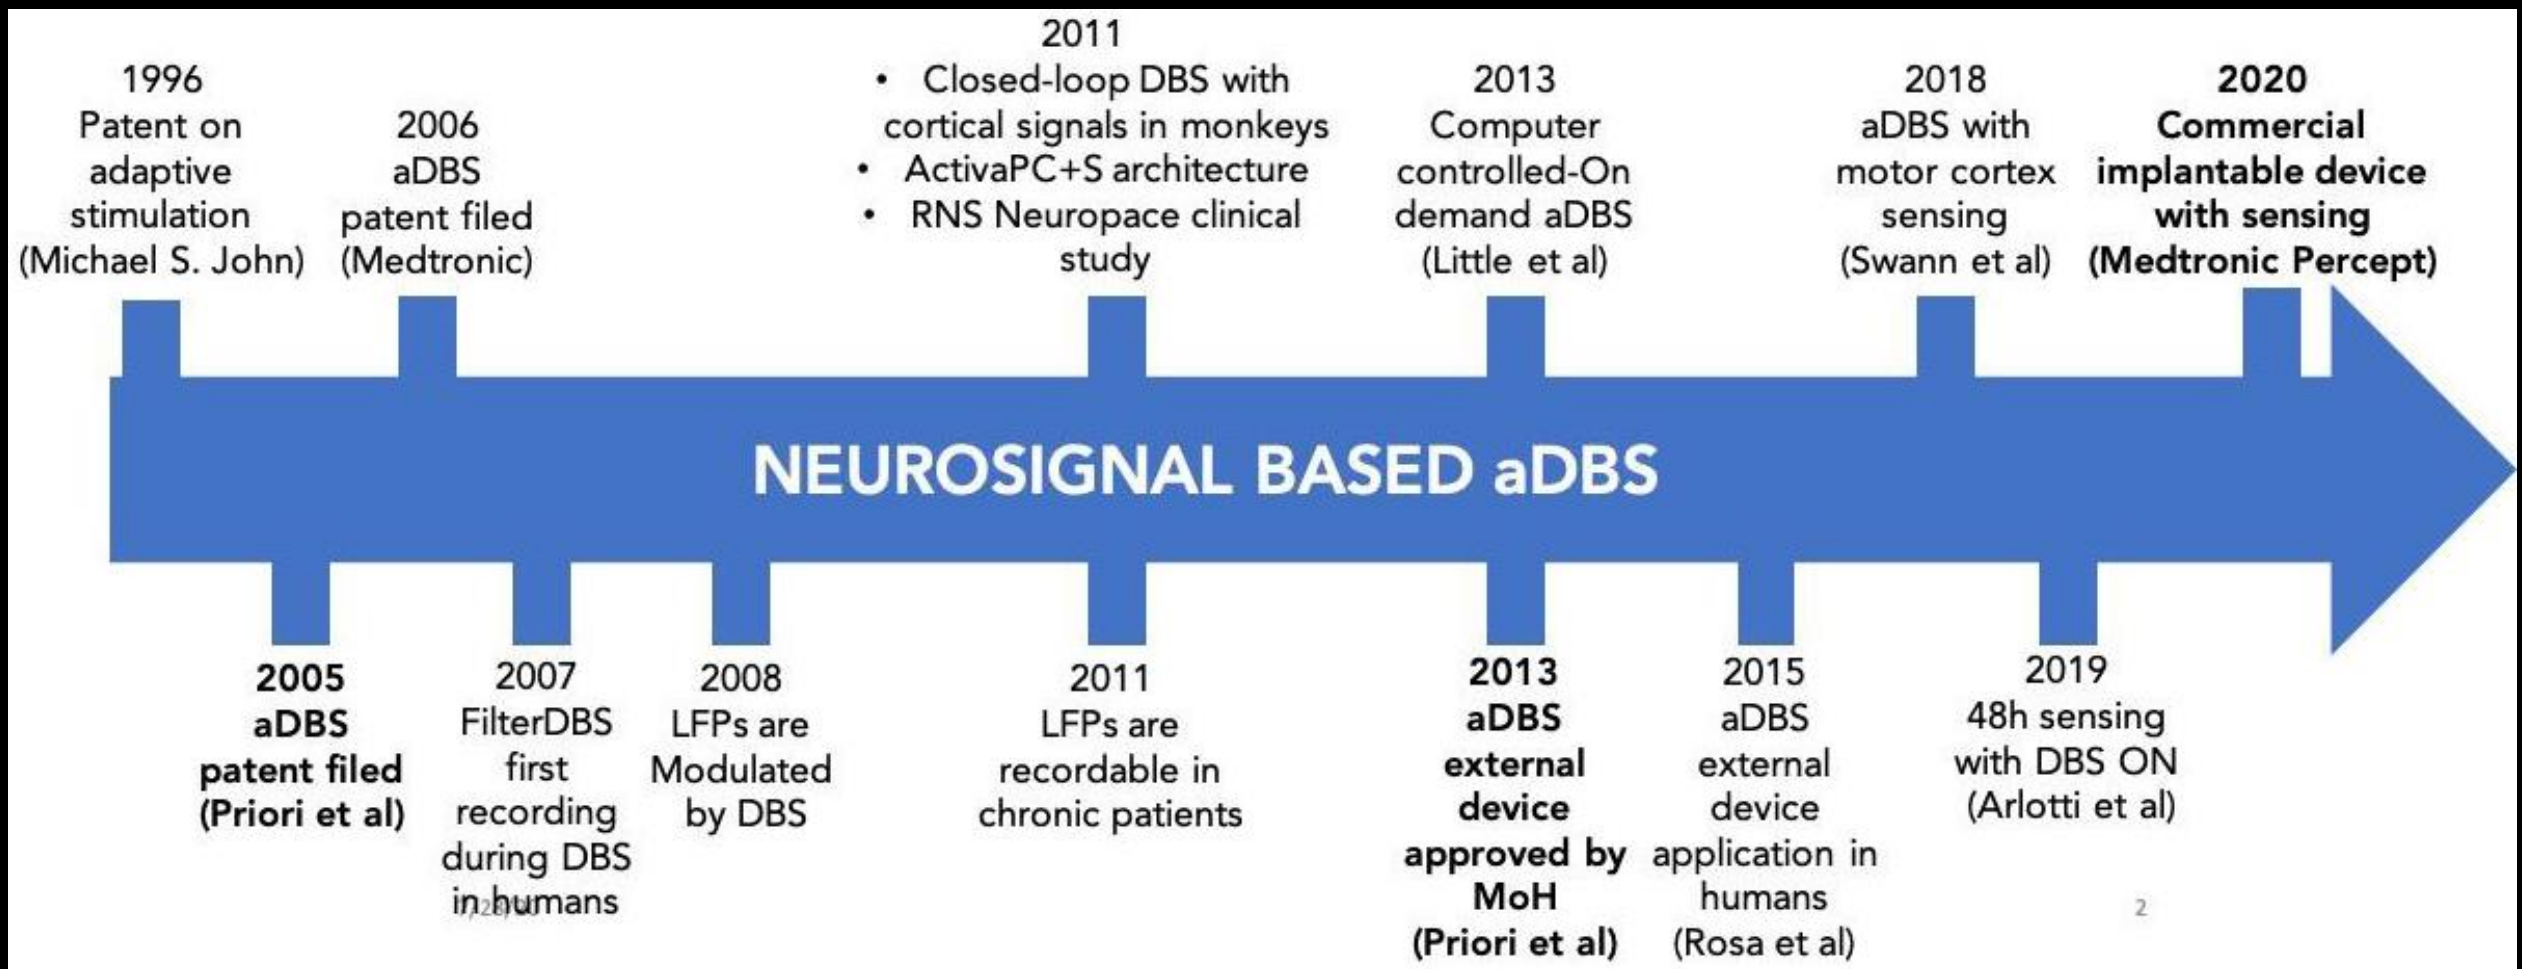 1996
Patent on
adaptive
stimulation
(Michael S. John)
2006
aDBS
patent filed
(Medtronic)
2011
• Closed-loop DBS with
cortical signals in monkeys
• ActivaPC+S architecture
• RNS Neuropace clinical
study
2013
Computer
controlled-On
demand aDBS
(Little et al)
2018
aDBS with
motor cortex
sensing
(Swann et al)
2020
Commercial
implantable device
with sensing
(Medtronic Percept)
NEUROSIGNAL BASED aDBS
2005
aDBS
patent filed
(Priori et al)
2007
FilterDBS
first
recording
during DBS
in humans
2008
LFPs are
Modulated
by DBS
2011
LFPs are
recordable in
chronic patients
2013
aDBS
external
device
approved by
MoH
(Priori et al)
2015
aDBS
external
device
application in
humans
(Rosa et al)
2019
48h sensing
with DBS ON
(Arlotti et al)
2